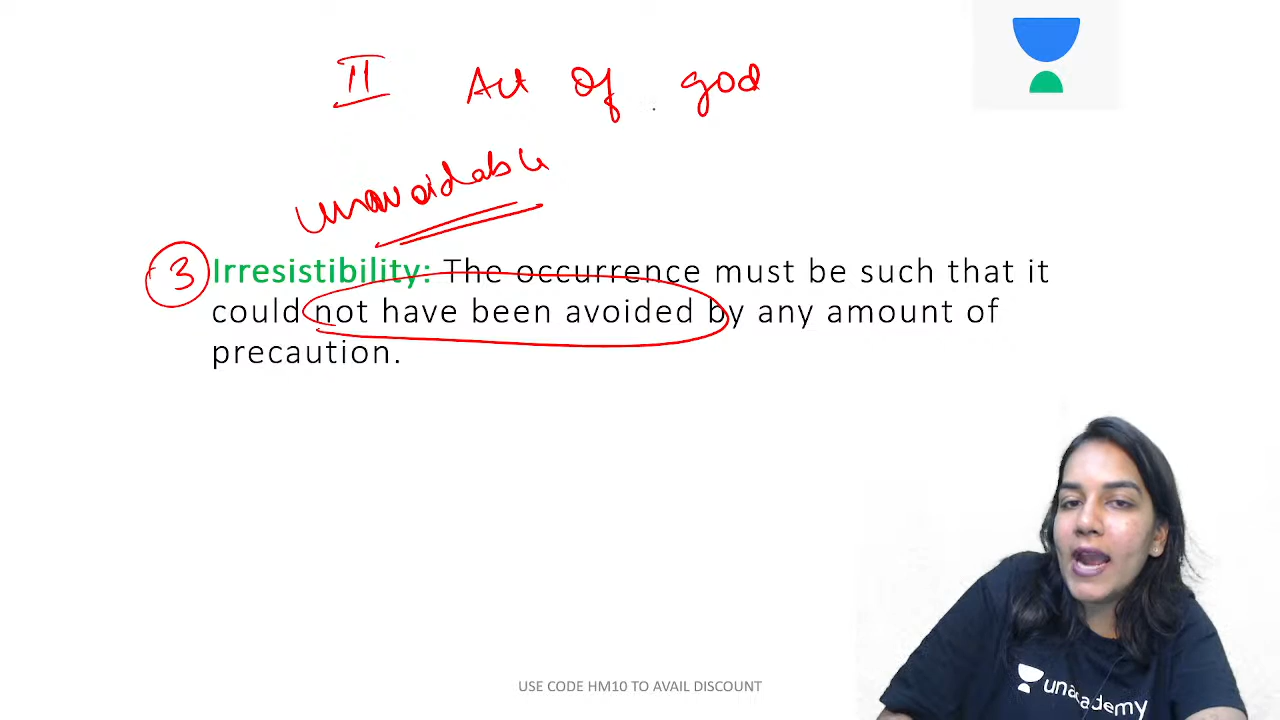 II Act of god
unavoidable
3 Irresistibility: The occurrence must be such that it
could not have been avoided by any amount of
precaution.
unacademy
USE CODE HM10 TO AVAIL DISCOUNT